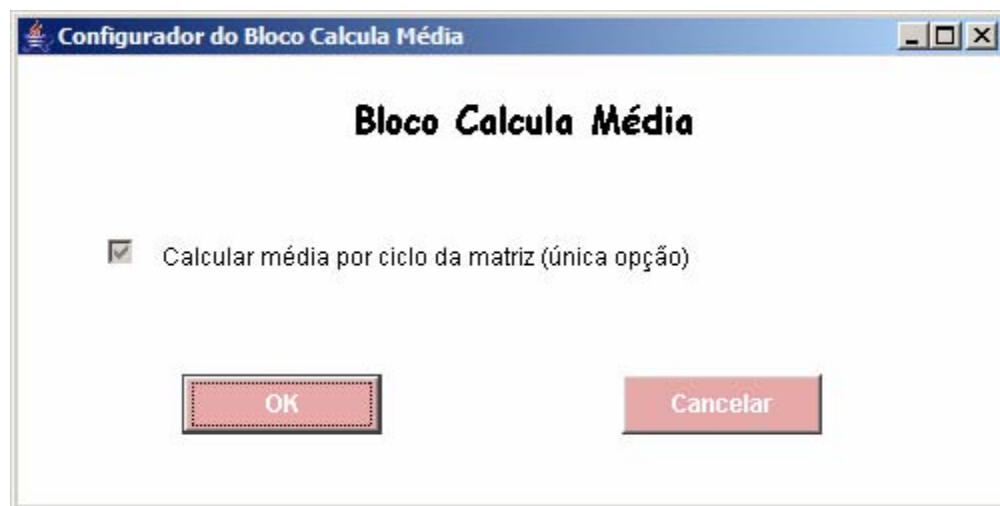 Configurador do Bloco Calcula Média
Bloco Calcula Média
Calcular média por ciclo da matriz (única opção)
OK
Cancelar